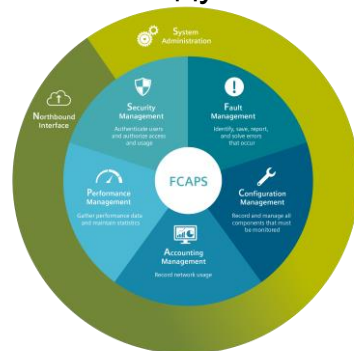 System
Administration
Northbound
Interface
Security
Management
Authenticate users
and authorize access
and usage
Fault
Management
Identify, save, report,
and solve errors
that occur
Performance
Management
Gather performance data
and maintain statistics
FCAPS
Configuration
Management
Record and manage all
components that must
be monitored
Accounting
Management
Record network usage